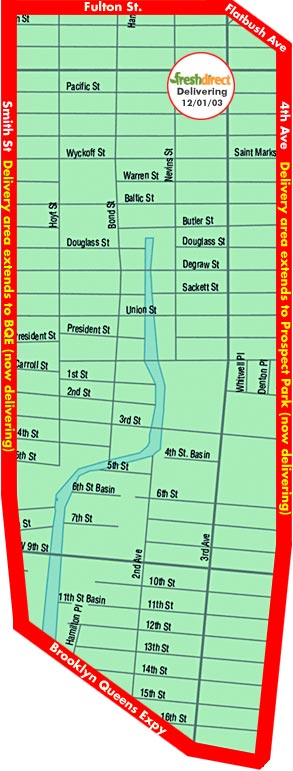 Fulton St.
Flatbush Ave
n St
Han
Pacific St
freshdirect
Delivering
12/01/03
Smith St Delivery area extends to BQE (now delivering)
4th Ave Delivery area extends to Prospect Park (now delivering)
Wyckoff St
Nevins St
Saint Marks
Warren St
Baltic St
Hoyt St
Bond St
Butler St
Douglass St
Douglass St
Degraw St
Sackett St
Union St
President St
President St
Carroll St
1st St
2nd St
Whitwell Pl
Denton Pl
3rd St
4th St
5th St
4th St. Basin
5th St
6th St Basin
6th St
7th St
St
W 9th St
2nd Ave
3rd Ave
10th St
11th St Basin
11th St
Hamilton Pl
12th St
13th St
14th St
15th St
16th St
Brooklyn Queens Expy